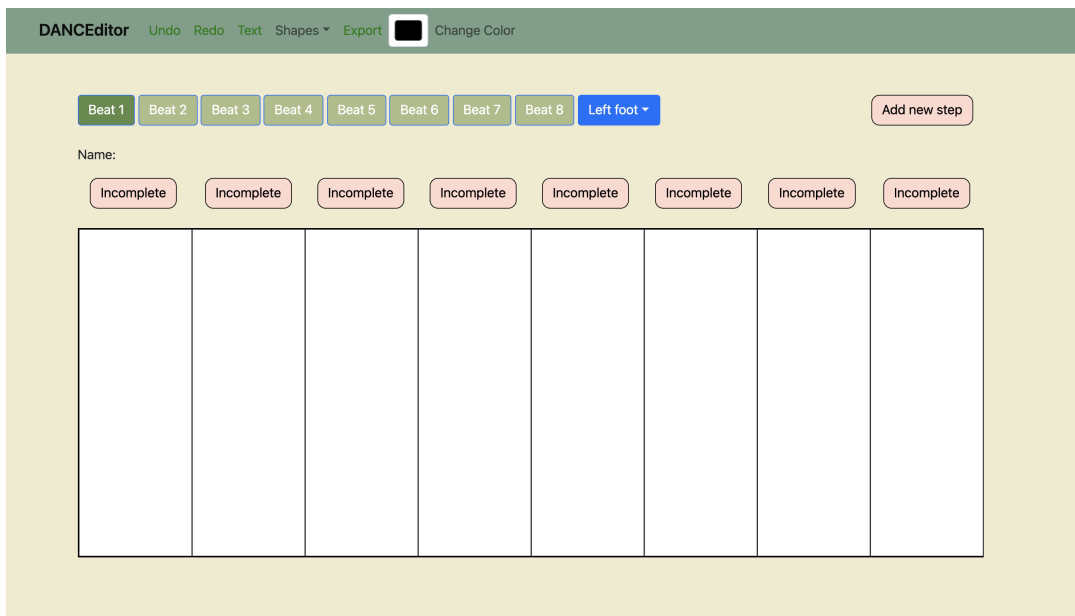 DANCEditor Undo Redo Text Shapes Export Change Color
Beat 1 Beat 2 Beat 3 Beat 4 Beat 5 Beat 6 Beat 7 Beat 8 Left foot Add new step
Name:
Incomplete Incomplete Incomplete Incomplete Incomplete Incomplete Incomplete Incomplete